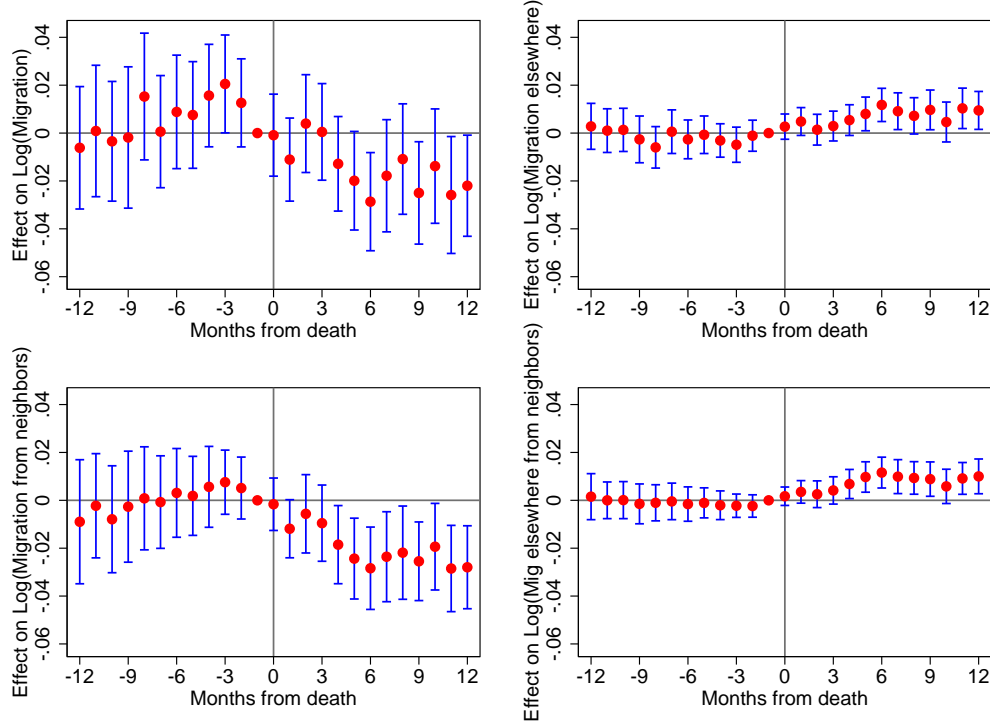 Effect on Log(Migration)
.04
.02
0
-.02
-.04
-.06
-12 -9 -6 -3 0 3 6 9 12
Months from death
Effect on Log(Migration elsewhere)
.04
.02
0
-.02
-.04
-.06
-12 -9 -6 -3 0 3 6 9 12
Months from death
Effect on Log(Migration from neighbors)
.04
.02
0
-.02
-.04
-.06
-12 -9 -6 -3 0 3 6 9 12
Months from death
Effect on Log(Mig elsewhere from neighbors)
.04
.02
0
-.02
-.04
-.06
-12 -9 -6 -3 0 3 6 9 12
Months from death